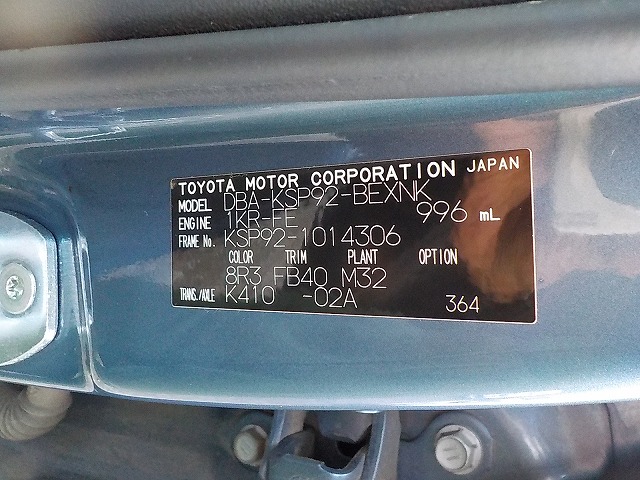 TOYOTA MOTOR CORPORATION JAPAN
MODEL DBA-KSP92-BEXNK
ENGINE 1KR-FE 996 mL
FRAME No. KSP92-1014306
COLOR TRIM PLANT OPTION
8R3 FB40 M32
TRANS./AXLE K410 -02A 364